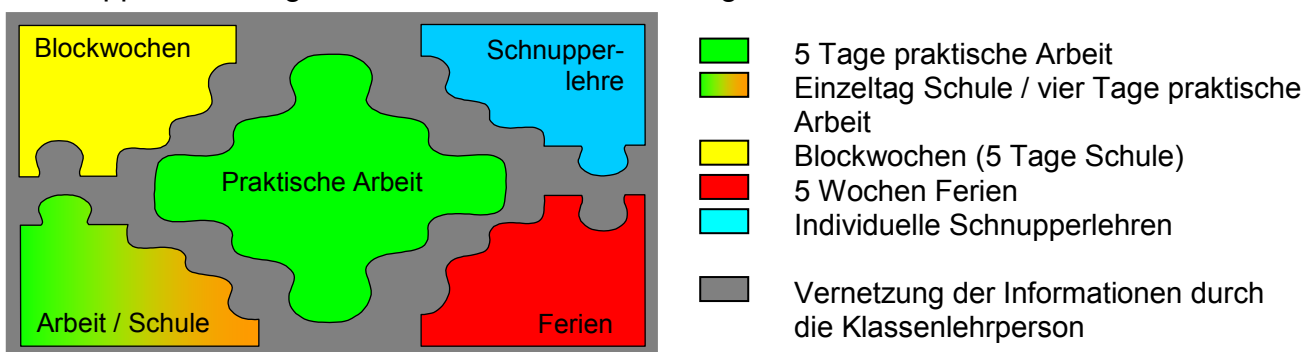 Blockwochen
Schnupper-
lehre
Praktische Arbeit
Arbeit / Schule
Ferien
5 Tage praktische Arbeit
Einzeltag Schule / vier Tage praktische
Arbeit
Blockwochen (5 Tage Schule)
5 Wochen Ferien
Individuelle Schnupperlehren
Vernetzung der Informationen durch
die Klassenlehrperson